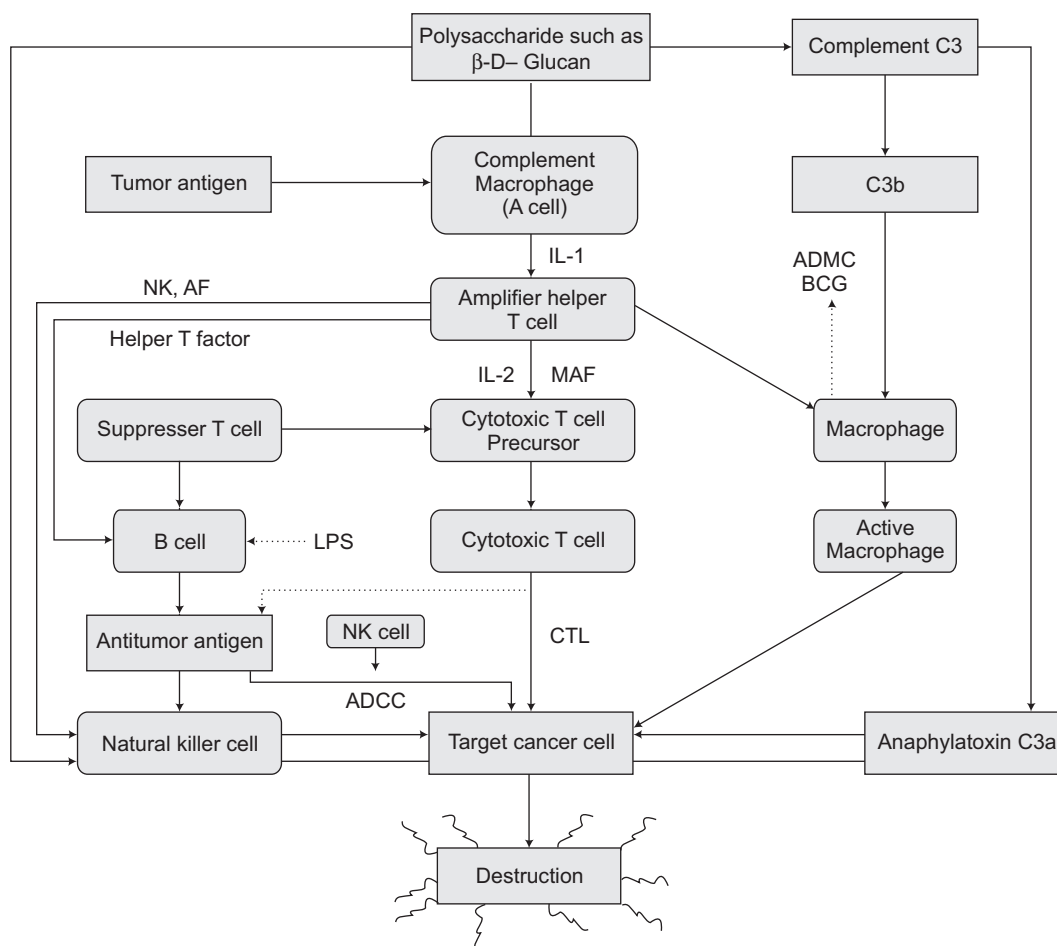 Polysaccharide such as
β-D– Glucan
Complement C3
Tumor antigen
Complement
Macrophage
(A cell)
C3b
IL-1
ADMC
BCG
NK, AF
Amplifier helper
T cell
Helper T factor
IL-2
MAF
Suppresser T cell
Cytotoxic T cell
Precursor
Macrophage
B cell
LPS
Cytotoxic T cell
Active
Macrophage
Antitumor antigen
NK cell
CTL
ADCC
Natural killer cell
Target cancer cell
Anaphylatoxin C3a
Destruction